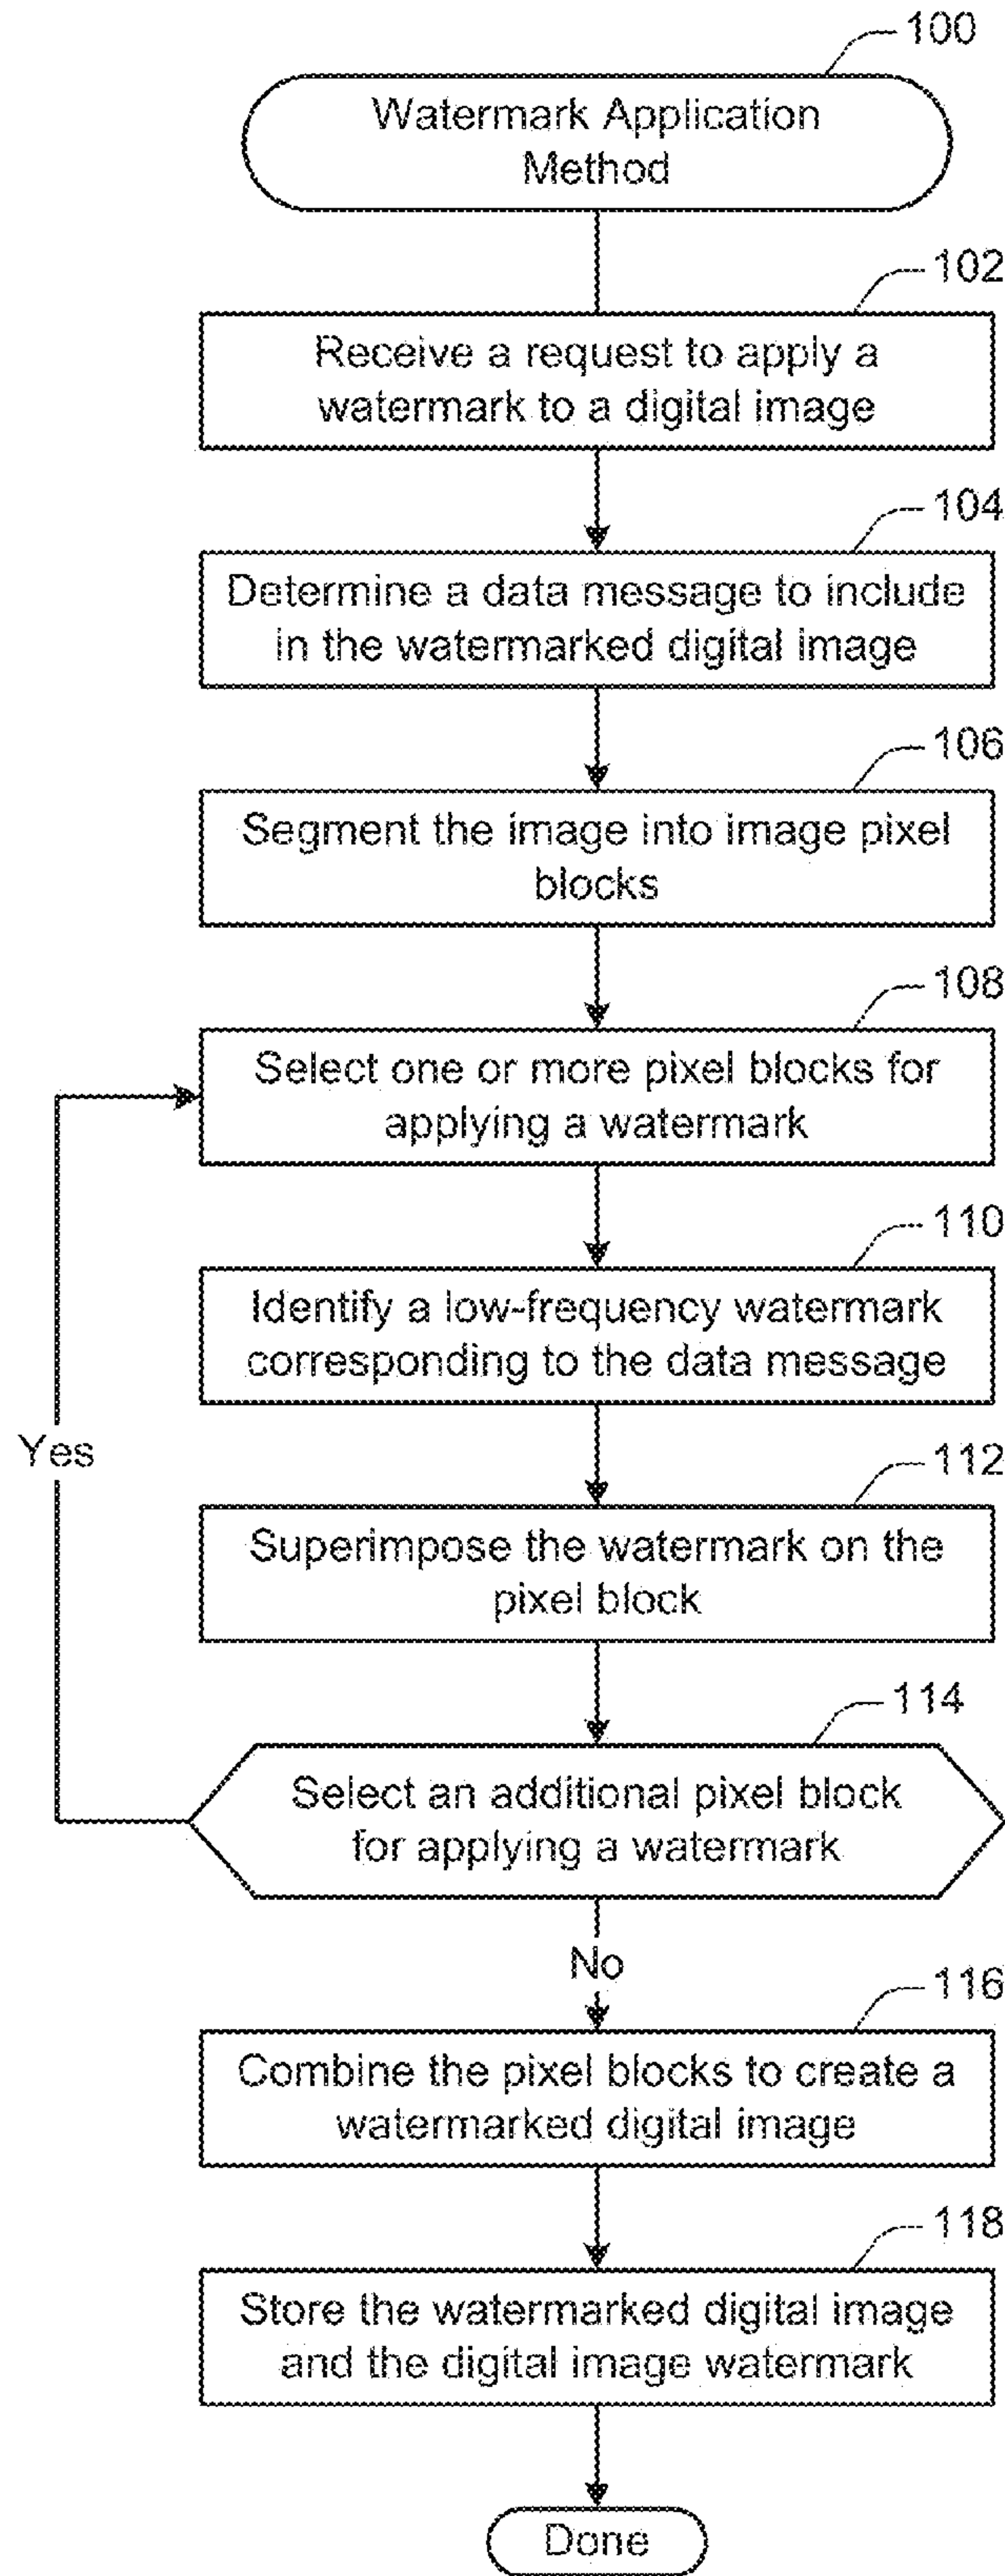 100
Watermark Application
Method
102
Receive a request to apply a
watermark to a digital image
104
Determine a data message to include
in the watermarked digital image
106
Segment the image into image pixel
blocks
108
Select one or more pixel blocks for
applying a watermark
110
Identify a low-frequency watermark
corresponding to the data message
Yes
112
Superimpose the watermark on the
pixel block
114
Select an additional pixel block
for applying a watermark
No
116
Combine the pixel blocks to create a
watermarked digital image
118
Store the watermarked digital image
and the digital image watermark
Done